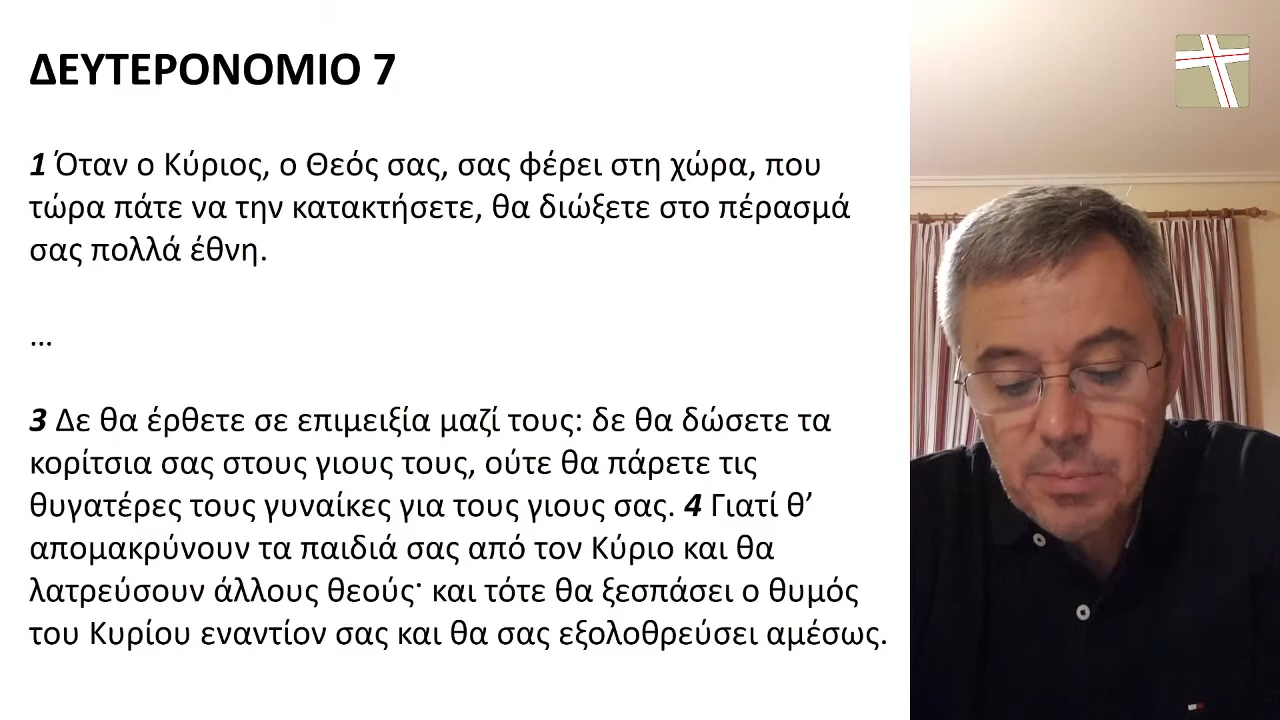 ΔΕΥΤΕΡΟΝΟΜΙΟ 7
1 Όταν ο Κύριος, ο Θεός σας, σας φέρει στη χώρα, που
τώρα πάτε να την κατακτήσετε, θα διώξετε στο πέρασμά
σας πολλά έθνη.
...
3 Δε θα έρθετε σε επιμειξία μαζί τους: δε θα δώσετε τα
κορίτσια σας στους γιους τους, ούτε θα πάρετε τις
θυγατέρες τους γυναίκες για τους γιους σας. 4 Γιατί θ’
απομακρύνουν τα παιδιά σας από τον Κύριο και θα
λατρεύσουν άλλους θεούς· και τότε θα ξεσπάσει ο θυμός
του Κυρίου εναντίον σας και θα σας εξολοθρεύσει αμέσως.